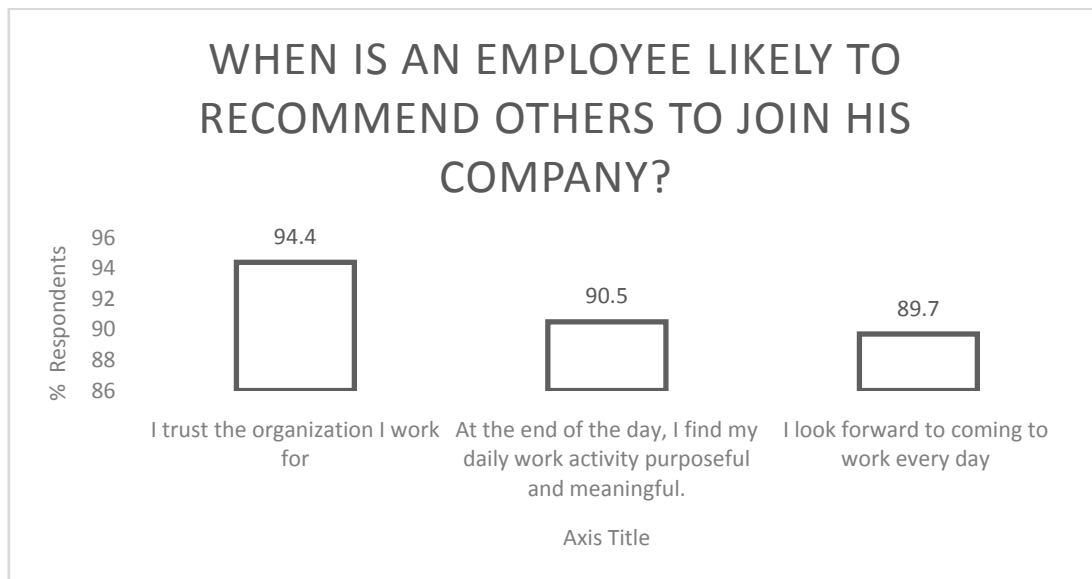 WHEN IS AN EMPLOYEE LIKELY TO
RECOMMEND OTHERS TO JOIN HIS
COMPANY?
% Respondents
96
94
92
90
88
86
94.4
90.5
89.7
I trust the organization I work
for
At the end of the day, I find my
daily work activity purposeful
and meaningful.
I look forward to coming to
work every day
Axis Title